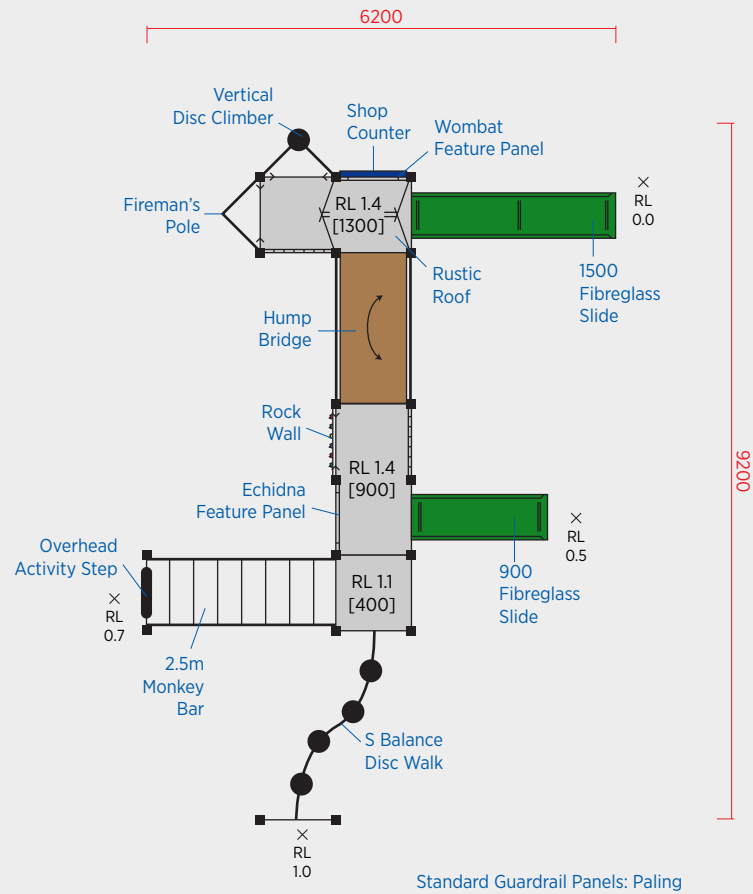 6200
Vertical
Disc Climber
Shop
Counter
Wombat
Feature Panel
Fireman's
Pole
RL 1.4
[1300]
RL
0.0
Rustic
Roof
1500
Fibreglass
Slide
Hump
Bridge
Rock
Wall
RL 1.4
[900]
9200
Echidna
Feature Panel
RL
0.5
Overhead
Activity Step
RL 1.1
[400]
900
Fibreglass
Slide
RL
0.7
2.5m
Monkey
Bar
S Balance
Disc Walk
RL
1.0
Standard Guardrail Panels: Paling